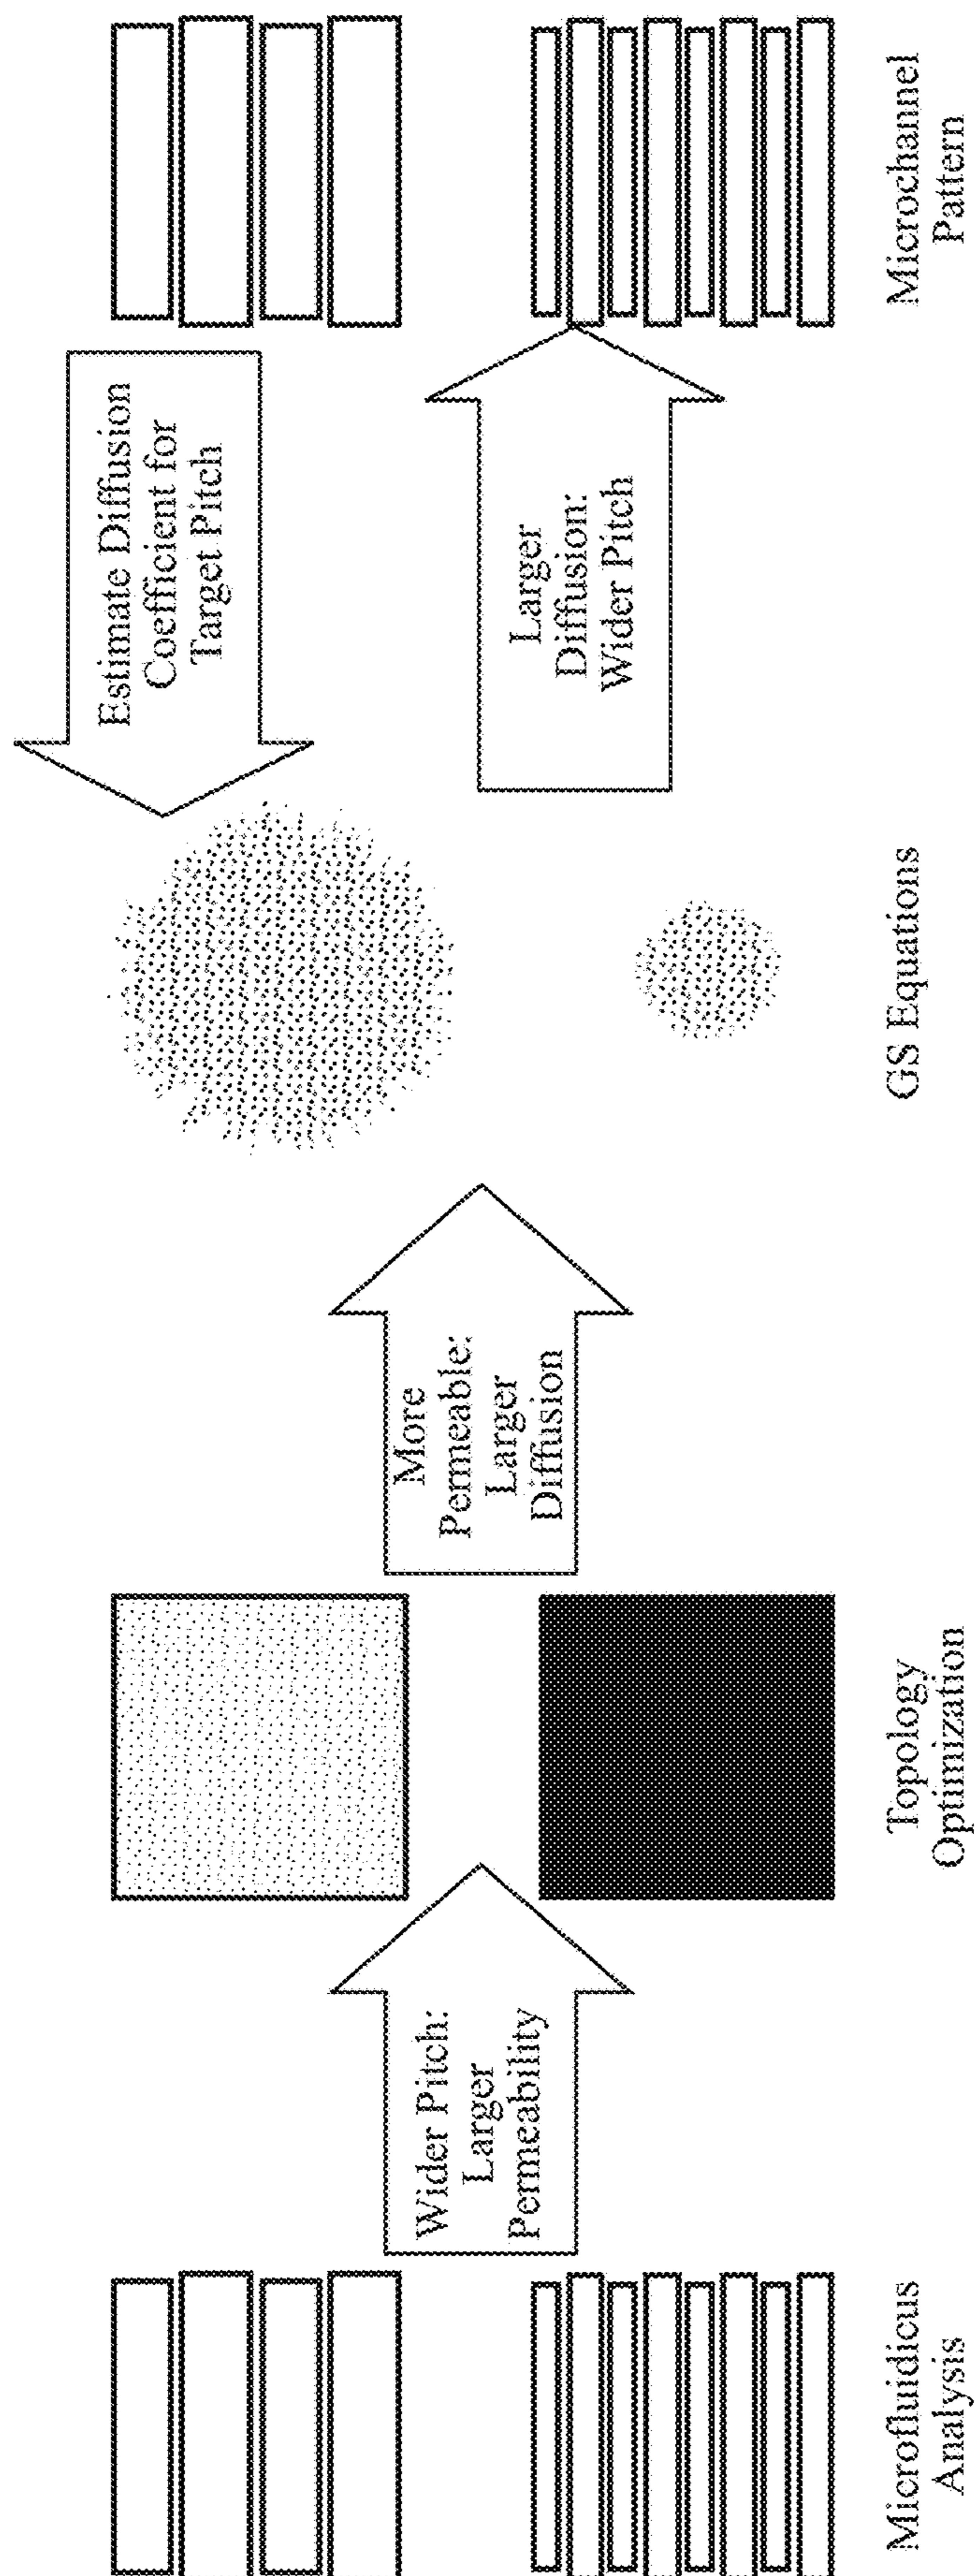 Wider Pitch:
Larger
Permeability
More
Permeable:
Larger
Diffusion
Estimate Diffusion
Coefficient for
Target Pitch
Larger
Diffusion:
Wider Pitch
Microfluidicus
Analysis
Topology
Optimization
GS Equations
Microchannel
Pattern